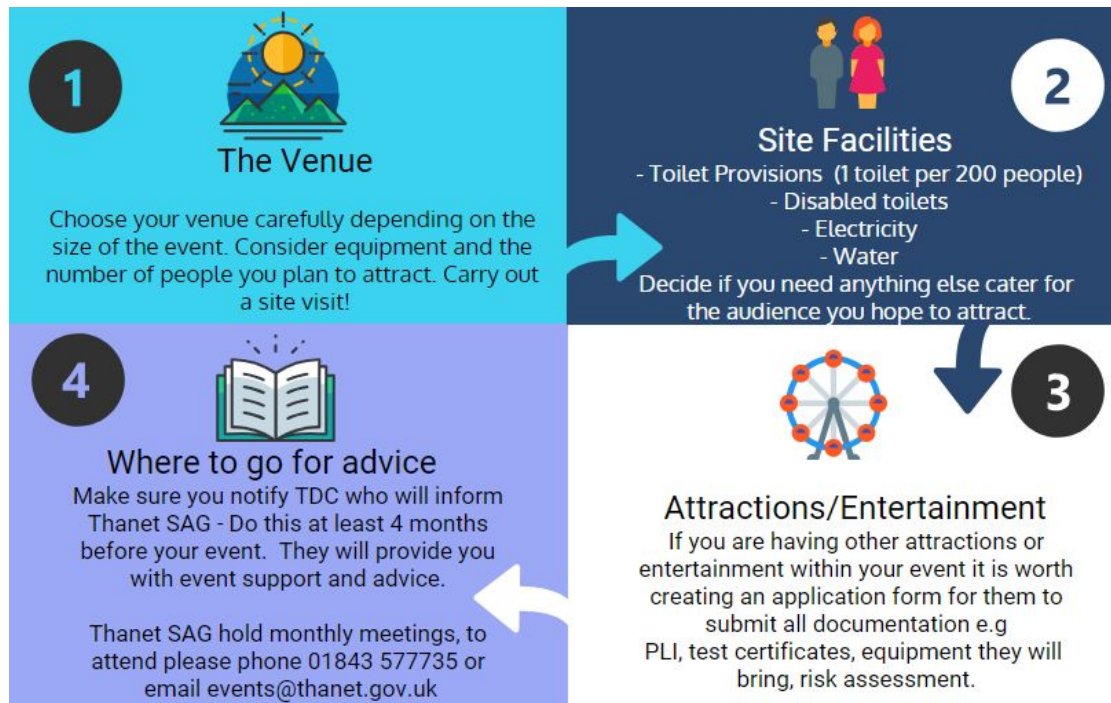 1
The Venue
Choose your venue carefully depending on the
size of the event. Consider equipment and the
number of people you plan to attract. Carry out
a site visit!
2
Site Facilities
- Toilet Provisions (1 toilet per 200 people)
- Disabled toilets
- Electricity
- Water
Decide if you need anything else cater for
the audience you hope to attract.
3
Attractions/Entertainment
If you are having other attractions or
entertainment within your event it is worth
creating an application form for them to
submit all documentation e.g
PLI, test certificates, equipment they will
bring, risk assessment.
4
Where to go for advice
Make sure you notify TDC who will inform
Thanet SAG - Do this at least 4 months
before your event. They will provide you
with event support and advice.
Thanet SAG hold monthly meetings, to
attend please phone 01843 577735 or
email events@thanet.gov.uk